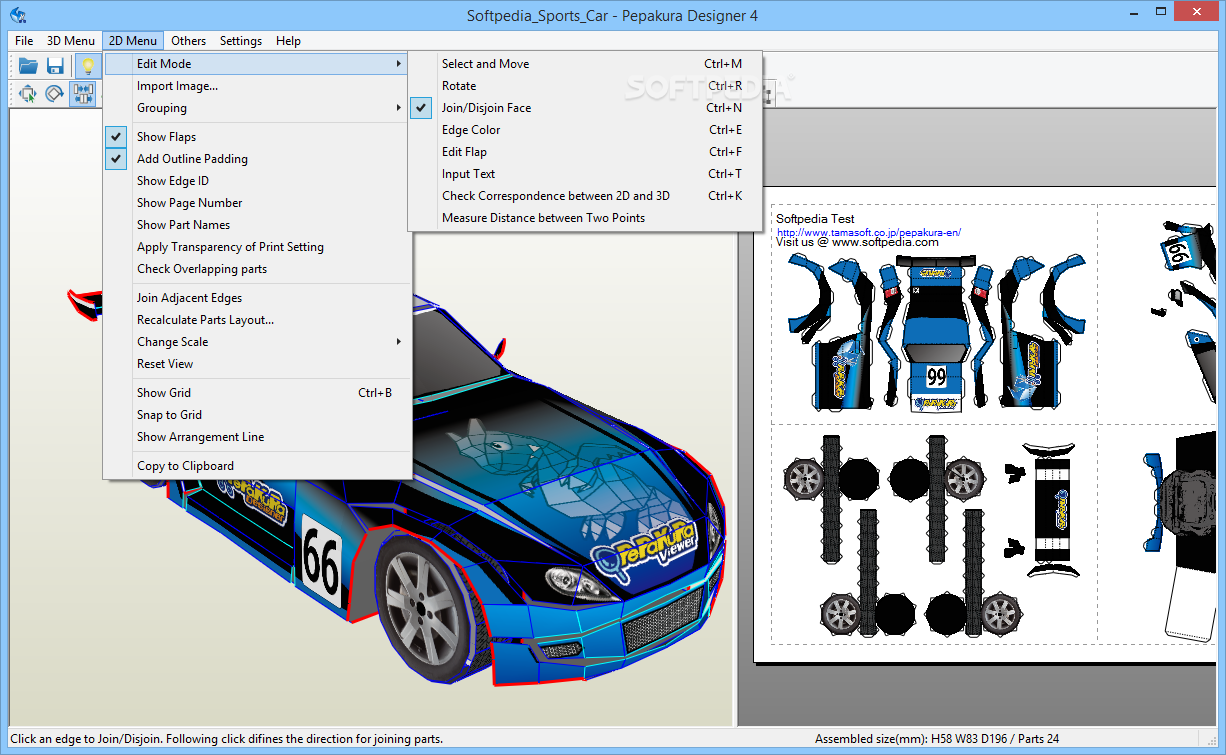 Softpedia_Sports_Car - Pepakura Designer 4
File 3D Menu 2D Menu Others Settings Help
Edit Mode
Import Image...
Grouping
Show Flaps
Add Outline Padding
Show Edge ID
Show Page Number
Show Part Names
Apply Transparency of Print Setting
Check Overlapping parts
Join Adjacent Edges
Recalculate Parts Layout...
Change Scale
Reset View
Show Grid Ctrl+B
Snap to Grid
Show Arrangement Line
Copy to Clipboard
Select and Move Ctrl+M
Rotate Ctrl+R
Join/Disjoin Face Ctrl+N
Edge Color Ctrl+E
Edit Flap Ctrl+F
Input Text Ctrl+T
Check Correspondence between 2D and 3D Ctrl+K
Measure Distance between Two Points
SOFTPEDIA
Softpedia Test
http://www.tamasoft.co.jp/pepakura-en/
Visit us @ www.softpedia.com
66
66
99
PePaKuRa
Designer
66
PePaKuRa
Viewer
Click an edge to Join/Disjoin. Following click difines the direction for joining parts.
Assembled size(mm): H58 W83 D196 / Parts 24